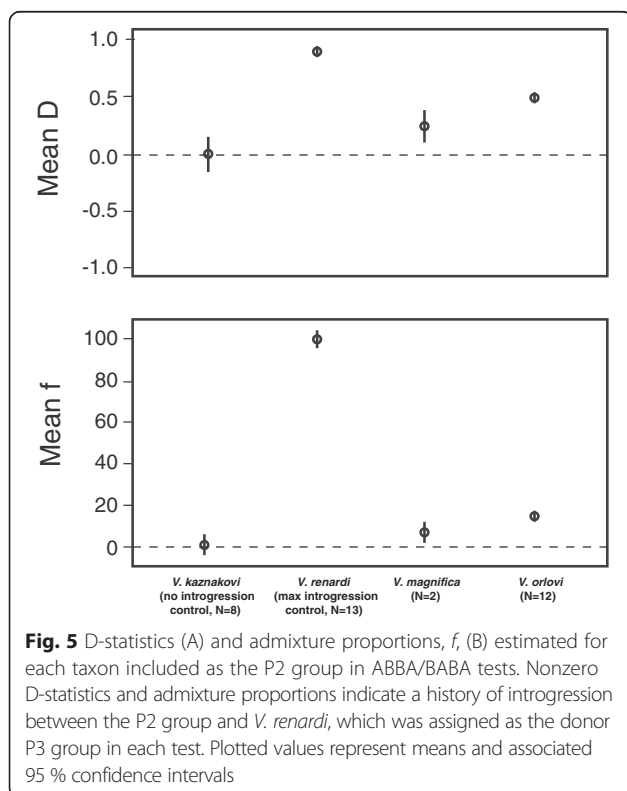 1.0
0.5
0.0
-0.5
-1.0
Mean D
100
80
60
40
20
0
Mean f
V. kaznakovi
(no introgression
control, N=8)
V. renardi
(max introgression
control, N=13)
V. magnifica
(N=2)
V. orlovi
(N=12)
Fig. 5 D-statistics (A) and admixture proportions, f, (B) estimated for
each taxon included as the P2 group in ABBA/BABA tests. Nonzero
D-statistics and admixture proportions indicate a history of introgression
between the P2 group and V. renardi, which was assigned as the donor
P3 group in each test. Plotted values represent means and associated
95 % confidence intervals